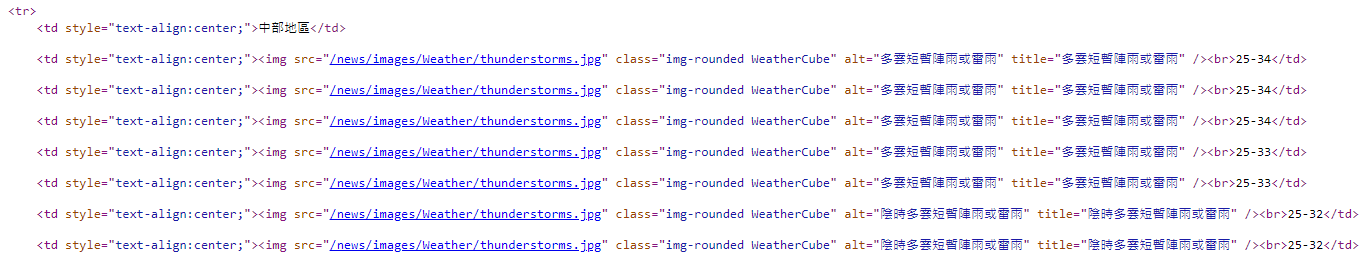 <tr>
<td style="text-align:center;">中部地區</td>
<td style="text-align:center;"><img src="/news/images/Weather/thunderstorms.jpg" class="img-rounded WeatherCube" alt="多雲短暫陣雨或雷雨" title="多雲短暫陣雨或雷雨" /><br>25-34</td>
<td style="text-align:center;"><img src="/news/images/Weather/thunderstorms.jpg" class="img-rounded WeatherCube" alt="多雲短暫陣雨或雷雨" title="多雲短暫陣雨或雷雨" /><br>25-34</td>
<td style="text-align:center;"><img src="/news/images/Weather/thunderstorms.jpg" class="img-rounded WeatherCube" alt="多雲短暫陣雨或雷雨" title="多雲短暫陣雨或雷雨" /><br>25-34</td>
<td style="text-align:center;"><img src="/news/images/Weather/thunderstorms.jpg" class="img-rounded WeatherCube" alt="多雲短暫陣雨或雷雨" title="多雲短暫陣雨或雷雨" /><br>25-33</td>
<td style="text-align:center;"><img src="/news/images/Weather/thunderstorms.jpg" class="img-rounded WeatherCube" alt="多雲短暫陣雨或雷雨" title="多雲短暫陣雨或雷雨" /><br>25-33</td>
<td style="text-align:center;"><img src="/news/images/Weather/thunderstorms.jpg" class="img-rounded WeatherCube" alt="陰時多雲短暫陣雨或雷雨" title="陰時多雲短暫陣雨或雷雨" /><br>25-32</td>
<td style="text-align:center;"><img src="/news/images/Weather/thunderstorms.jpg" class="img-rounded WeatherCube" alt="陰時多雲短暫陣雨或雷雨" title="陰時多雲短暫陣雨或雷雨" /><br>25-32</td>